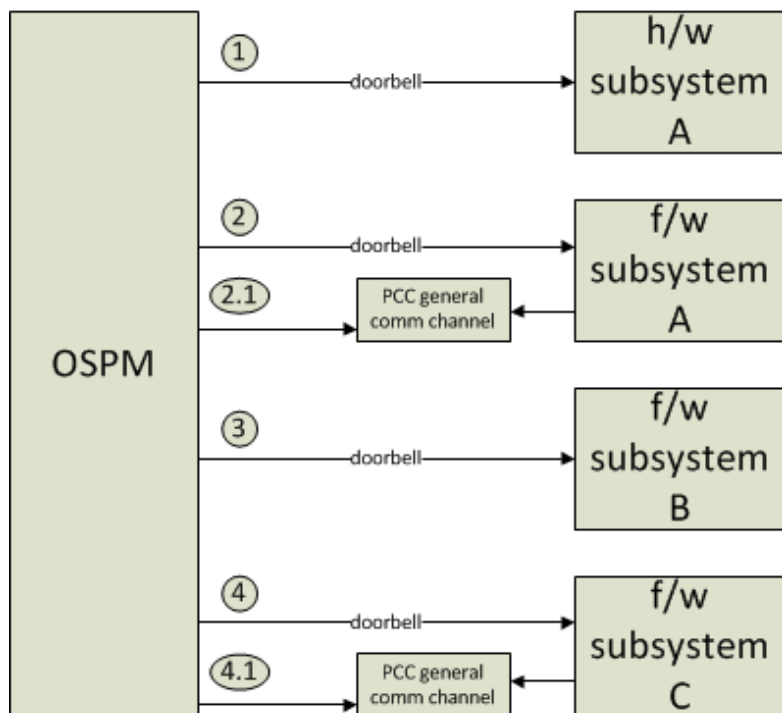 OSPM
1
doorbell
h/w
subsystem
A
2
doorbell
f/w
subsystem
A
2.1
PCC general
comm channel
3
doorbell
f/w
subsystem
B
4
doorbell
f/w
subsystem
C
4.1
PCC general
comm channel